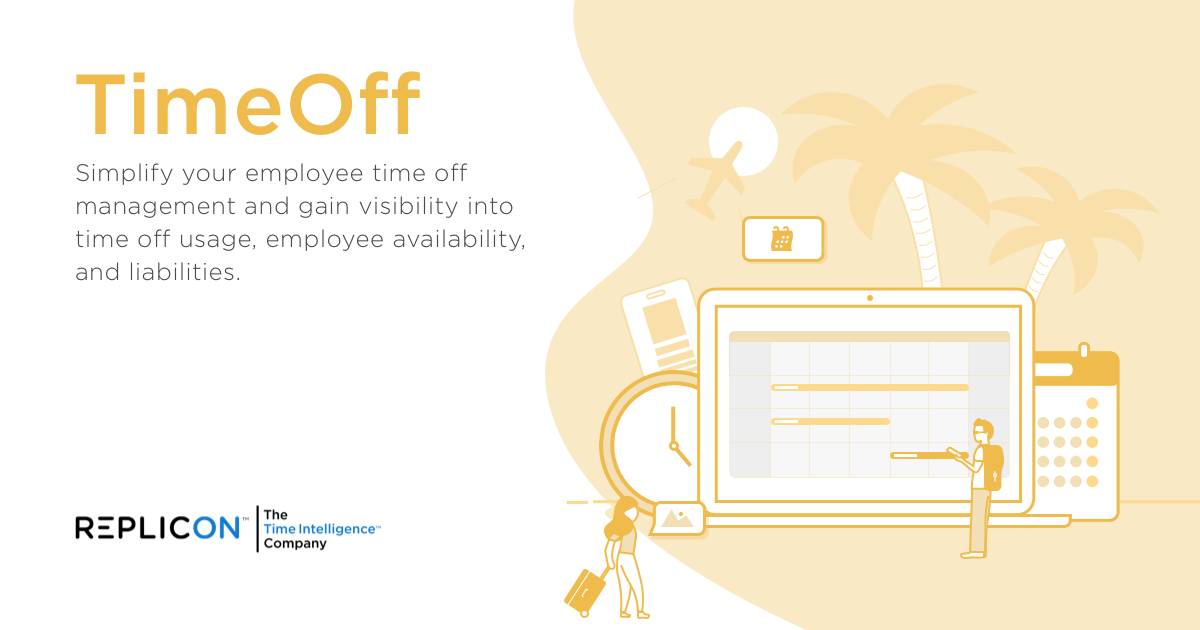 TimeOff
Simplify your employee time off
management and gain visibility into
time off usage, employee availability,
and liabilities.
REPLICON™
The
Time Intelligence™
Company